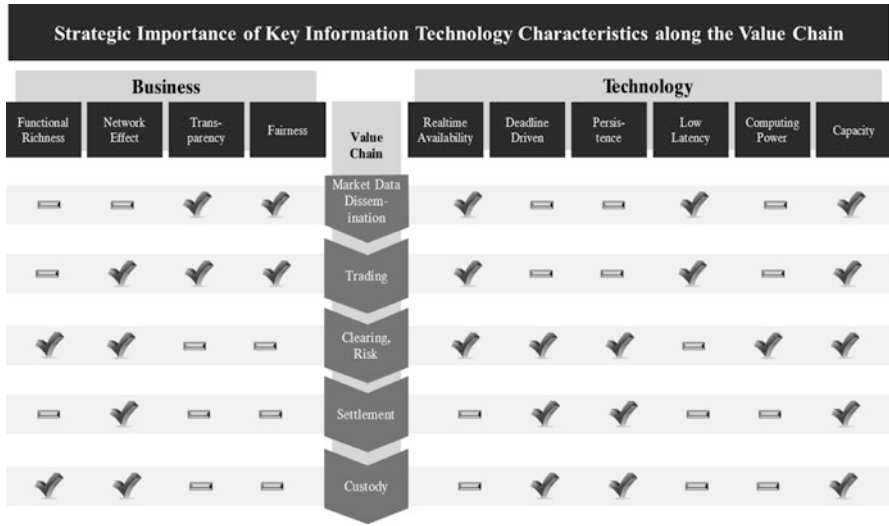 Strategic Importance of Key Information Technology Characteristics along the Value Chain
Business
Technology
Functional
Richness
Network
Effect
Trans-
parency
Fairness
Value
Chain
Realtime
Availability
Deadline
Driven
Persis-
tence
Low
Latency
Computing
Power
Capacity
Market Data
Dissem-
ination
Trading
Clearing,
Risk
Settlement
Custody